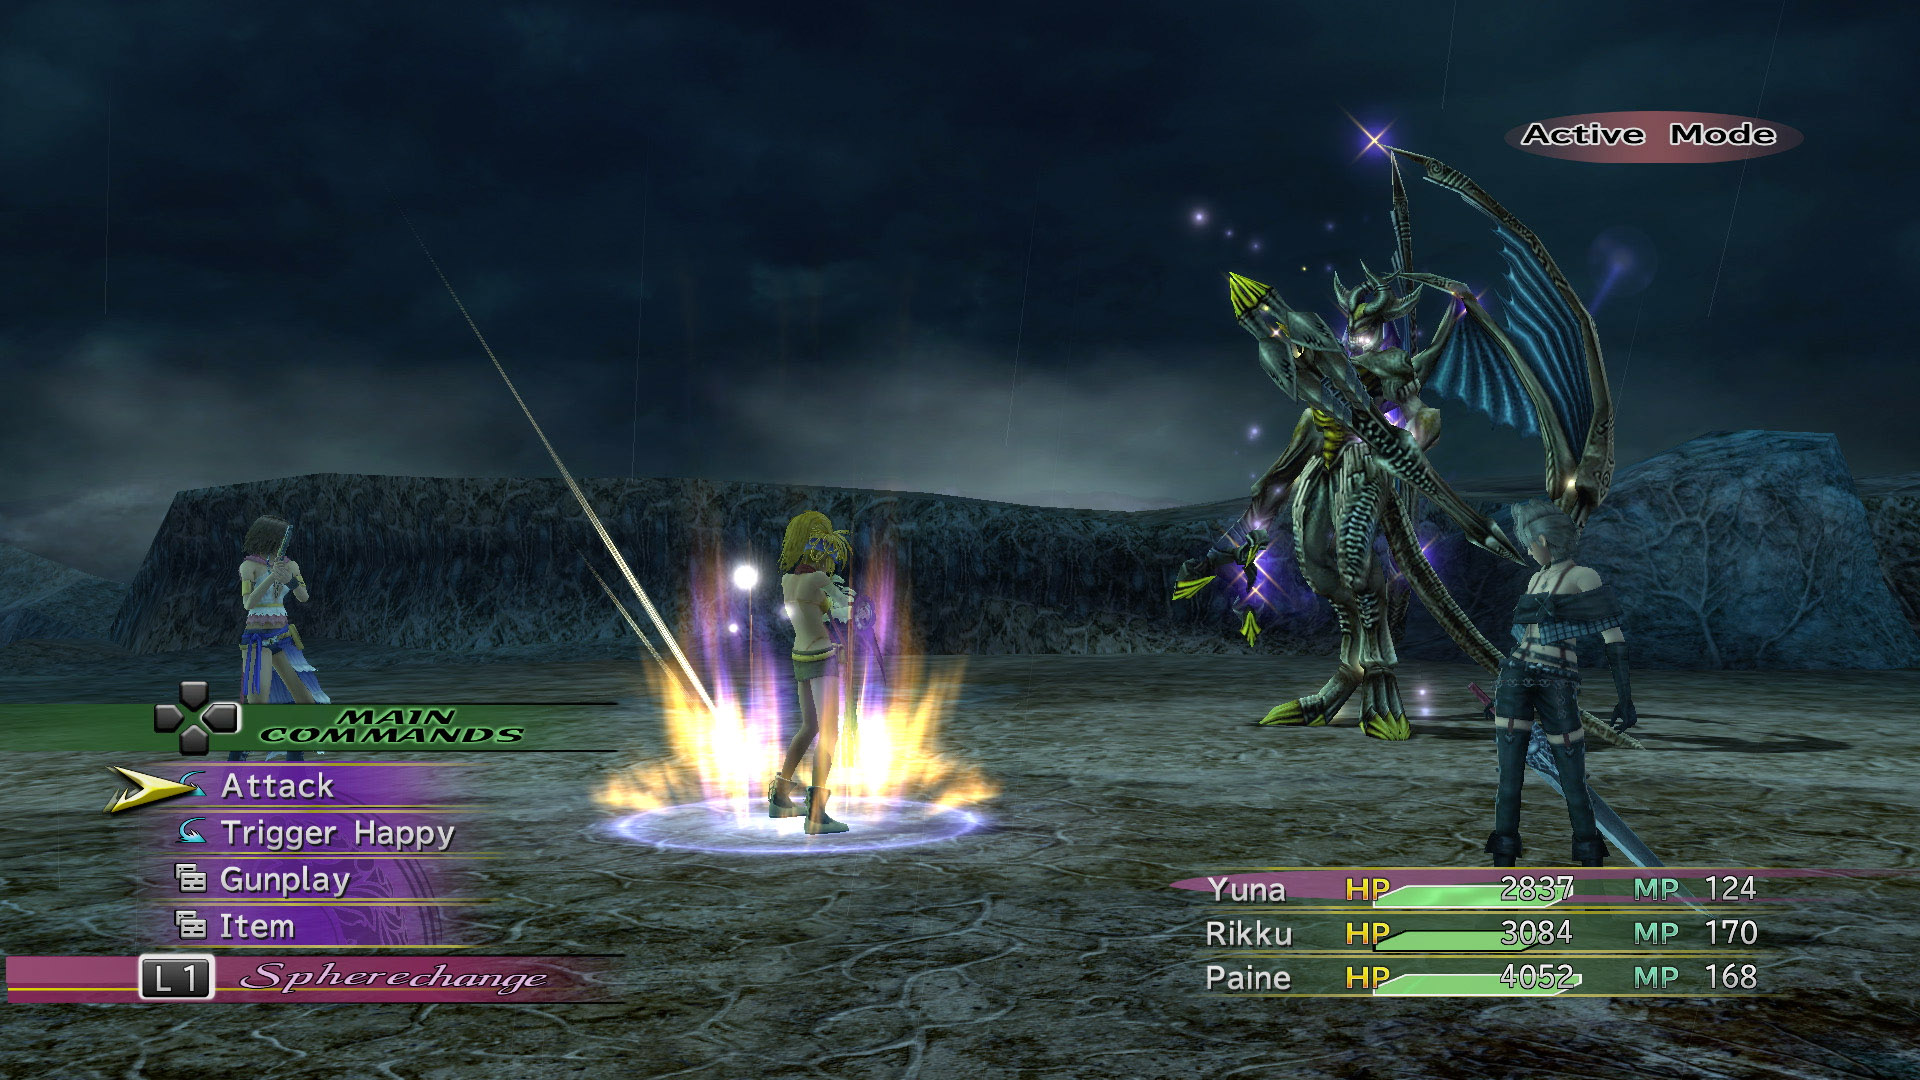 Active Mode
MAIN
COMMANDS
Attack
Trigger Happy
Gunplay
Item
L1 Spherechange
Yuna HP 2837 MP 124
Rikku HP 3084 MP 170
Paine HP 4052 MP 168